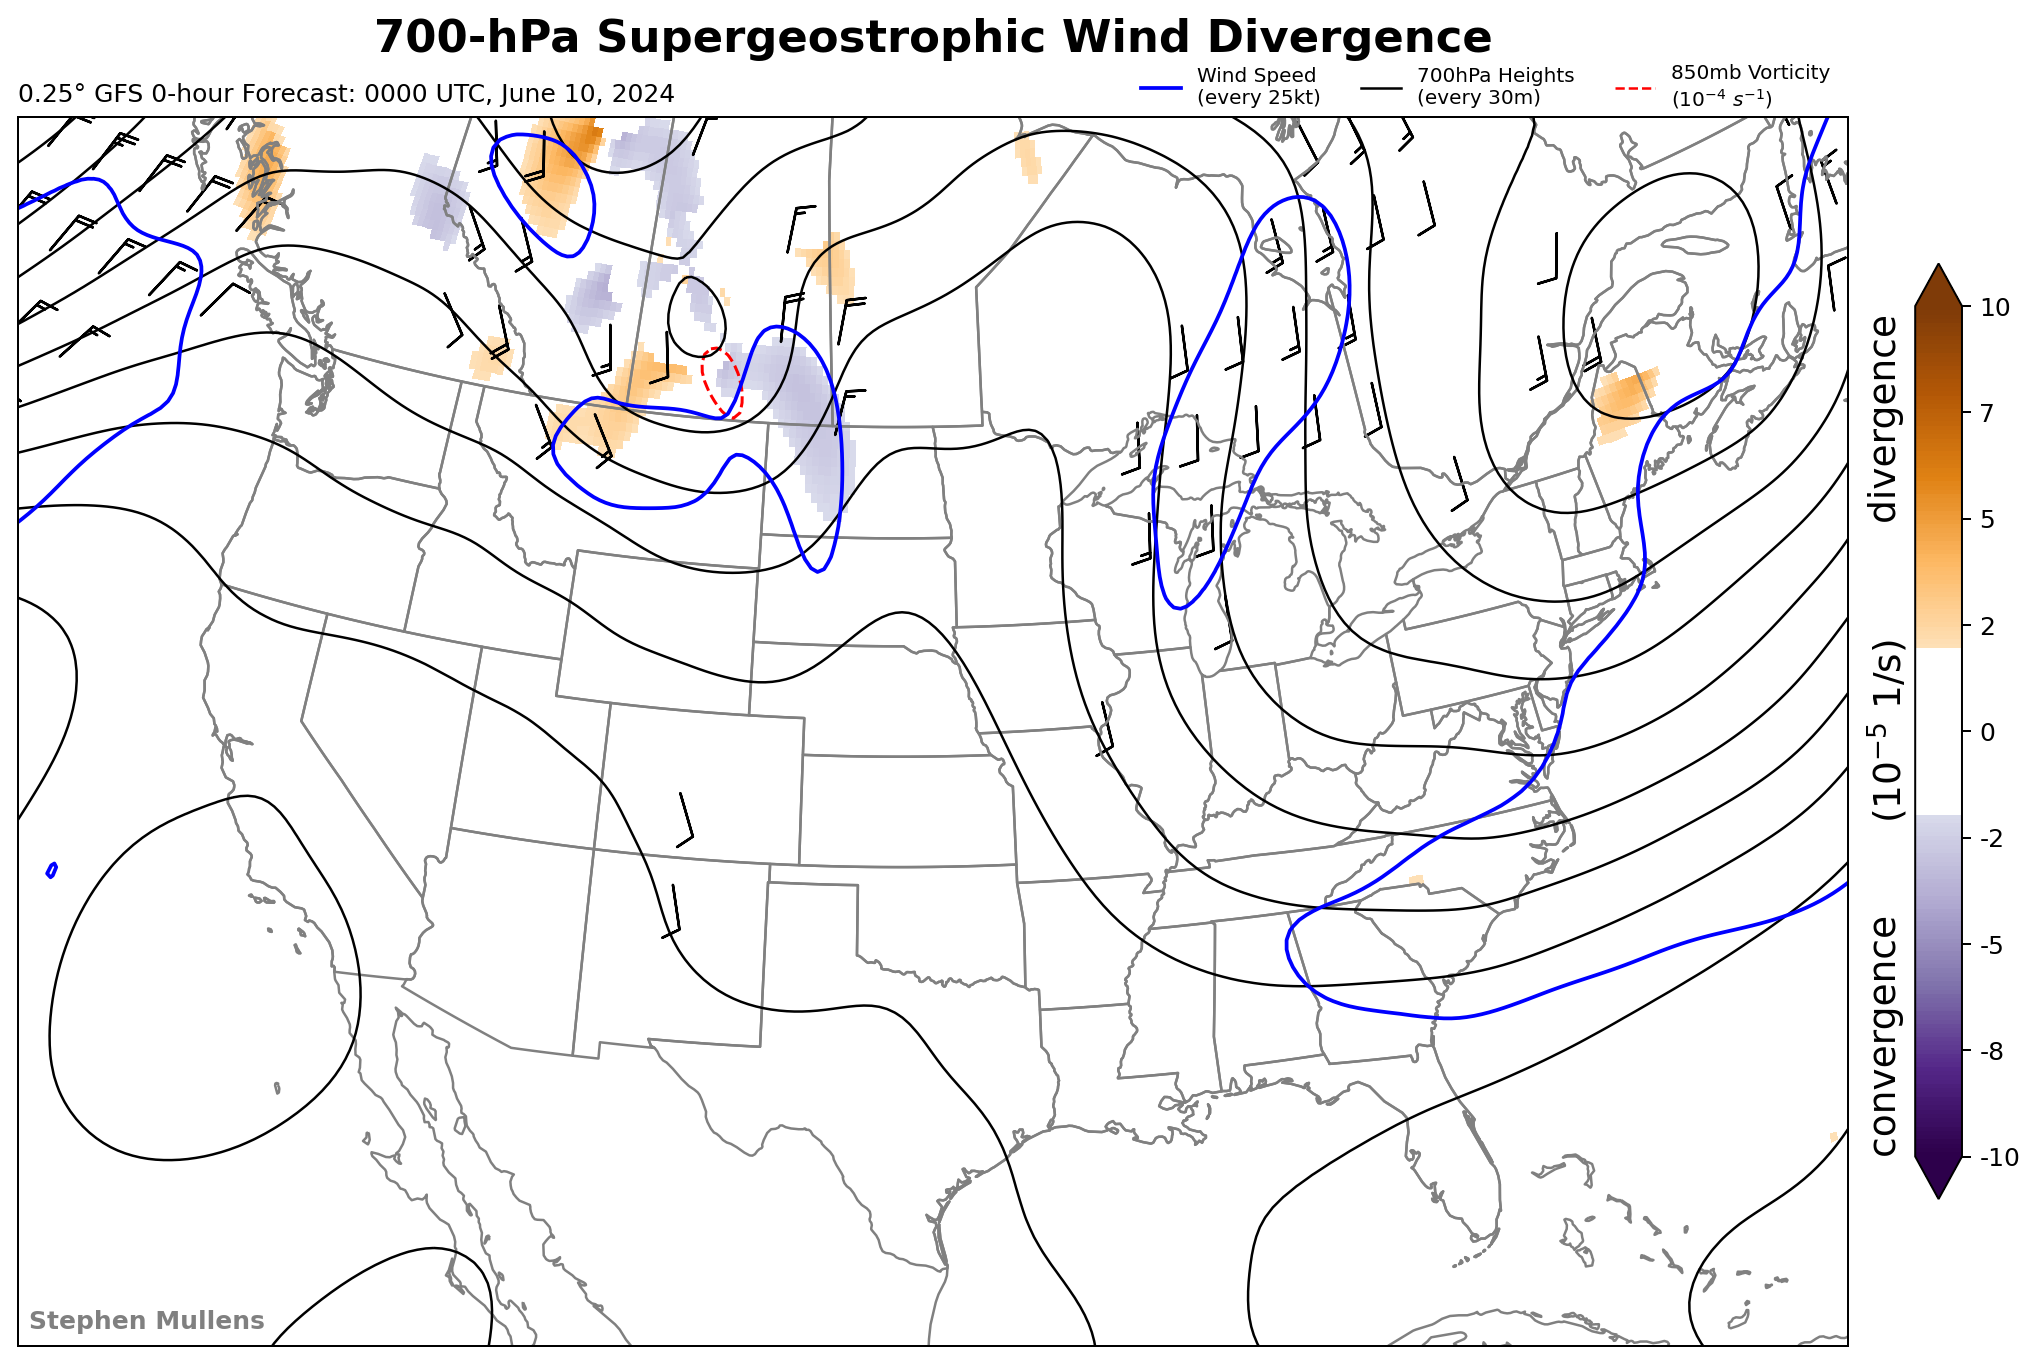 700-hPa Supergeostrophic Wind Divergence
0.25° GFS 0-hour Forecast: 0000 UTC, June 10, 2024
Wind Speed
(every 25kt)
700hPa Heights
(every 30m)
850mb Vorticity
(10⁻⁴ s⁻¹)
10
7
5
2
0
-2
-5
-8
-10
convergence (10⁻⁵ 1/s) divergence
Stephen Mullens